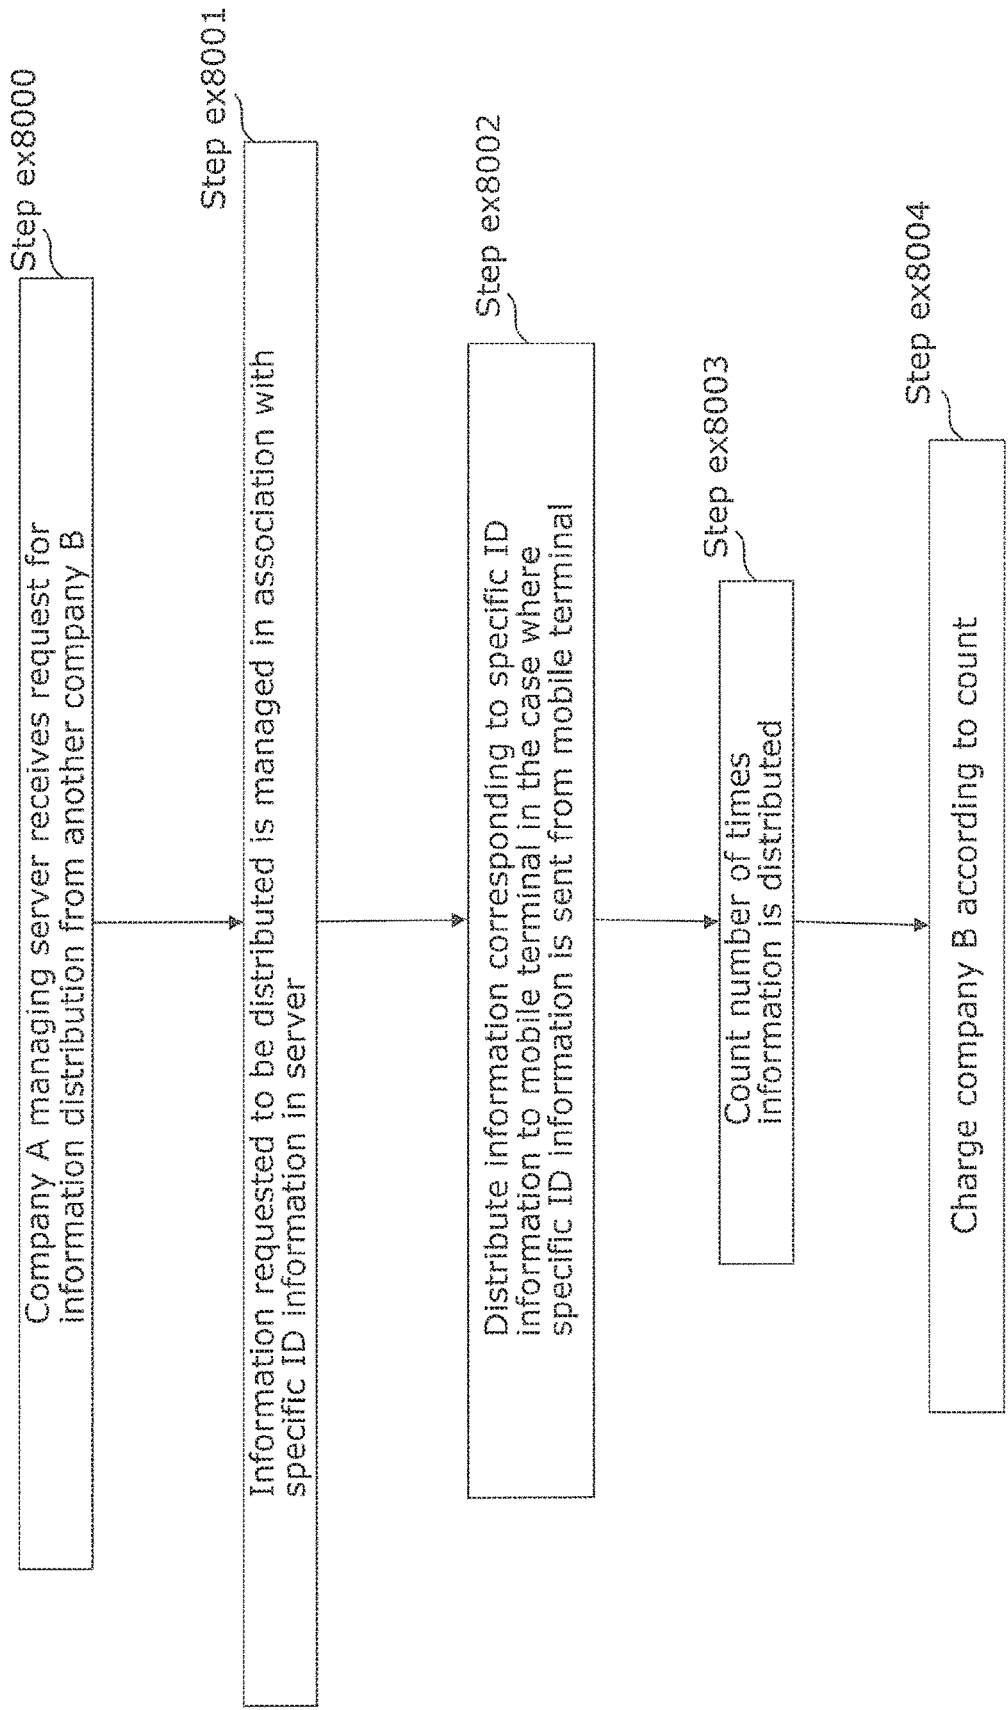 Step ex8000
Company A managing server receives request for
information distribution from another company B
Step ex8001
Information requested to be distributed is managed in association with
specific ID information in server
Step ex8002
Distribute information corresponding to specific ID
information to mobile terminal in the case where
specific ID information is sent from mobile terminal
Step ex8003
Count number of times
information is distributed
Step ex8004
Charge company B according to count